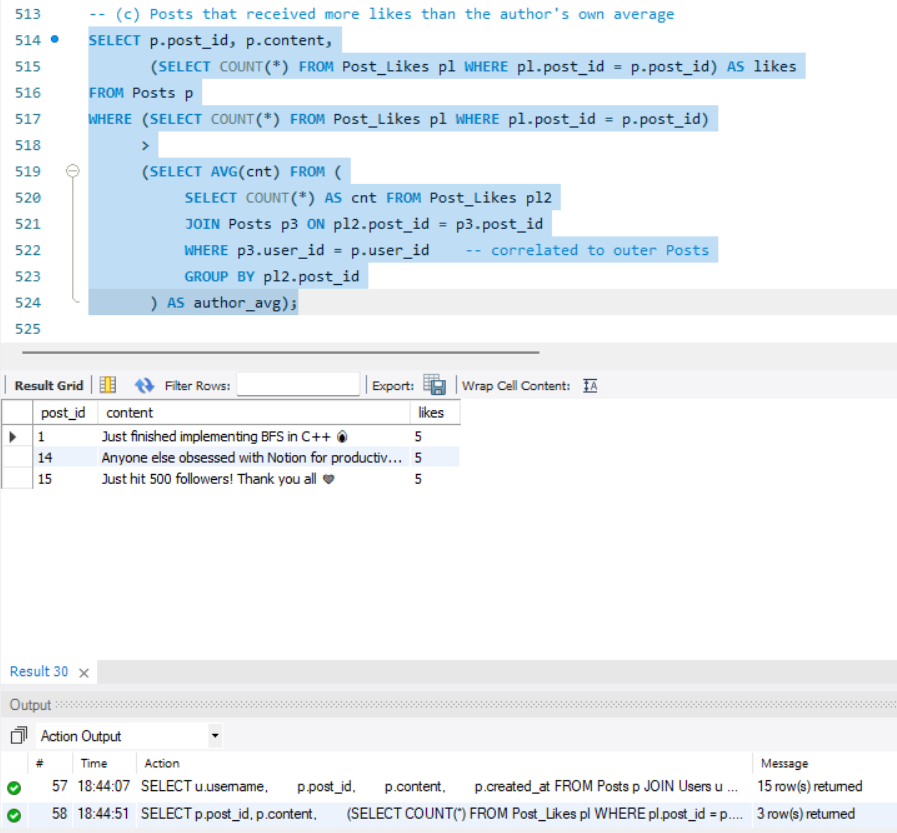 513 -- (c) Posts that received more likes than the author's own average
514 SELECT p.post_id, p.content,
515 (SELECT COUNT(*) FROM Post_Likes pl WHERE pl.post_id = p.post_id) AS likes
516 FROM Posts p
517 WHERE (SELECT COUNT(*) FROM Post_Likes pl WHERE pl.post_id = p.post_id)
518 >
519 (SELECT AVG(cnt) FROM (
520 SELECT COUNT(*) AS cnt FROM Post_Likes pl2
521 JOIN Posts p3 ON pl2.post_id = p3.post_id
522 WHERE p3.user_id = p.user_id -- correlated to outer Posts
523 GROUP BY pl2.post_id
524 ) AS author_avg);
525
Result Grid Filter Rows: Export: Wrap Cell Content: IA
post_id content likes
1 Just finished implementing BFS in C++ 🔥 5
14 Anyone else obsessed with Notion for productiv... 5
15 Just hit 500 followers! Thank you all ❤ 5
Result 30 ×
Output
Action Output
# Time Action Message
57 18:44:07 SELECT u.username, p.post_id, p.content, p.created_at FROM Posts p JOIN Users u ... 15 row(s) returned
58 18:44:51 SELECT p.post_id, p.content, (SELECT COUNT(*) FROM Post_Likes pl WHERE pl.post_id = p.... 3 row(s) returned